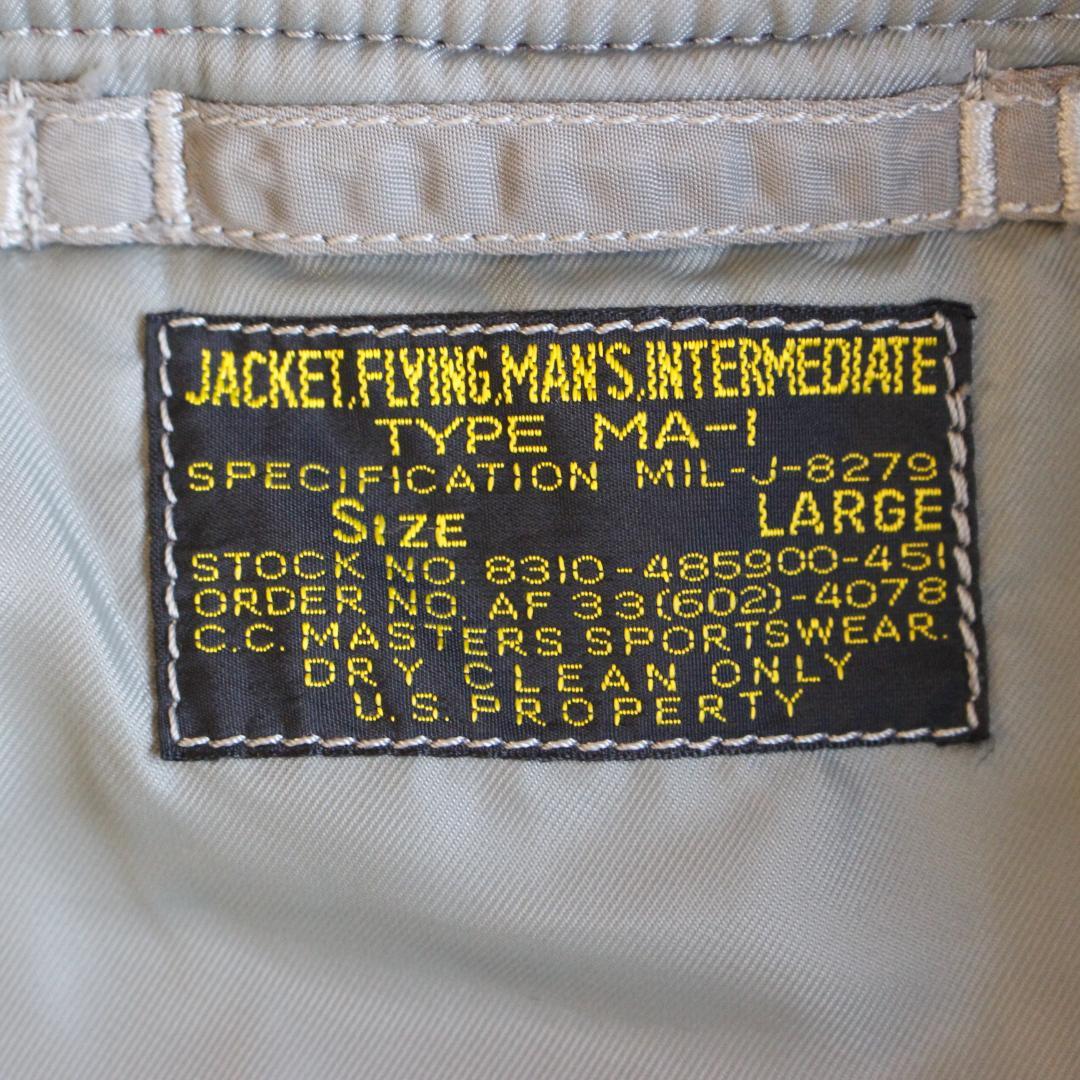 JACKET,FLYING,MAN'S,INTERMEDIATE
TYPE MA-1
SPECIFICATION MIL-J-8279
SIZE LARGE
STOCK NO. 8310-485900-451
ORDER NO. AF 33(602)-4078
C.C. MASTERS SPORTSWEAR.
DRY CLEAN ONLY
U.S. PROPERTY